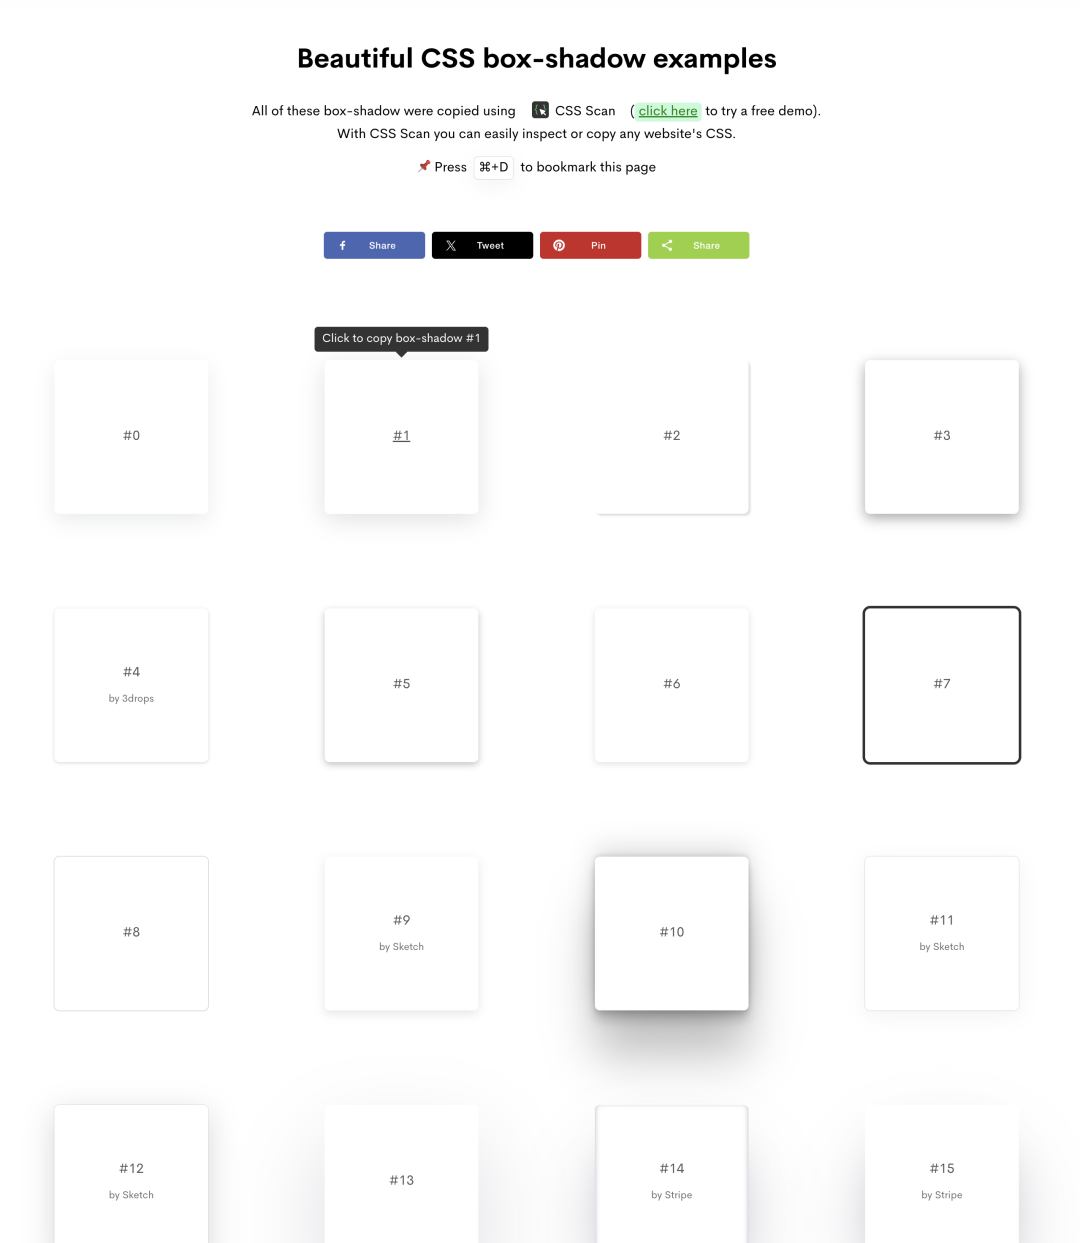 Beautiful CSS box-shadow examples
All of these box-shadow were copied using CSS Scan (click here to try a free demo).
With CSS Scan you can easily inspect or copy any website's CSS.
Press ⌘+D to bookmark this page
Share
Tweet
Pin
Share
Click to copy box-shadow #1
#0
#1
#2
#3
#4
by 3drops
#5
#6
#7
#8
#9
by Sketch
#10
#11
by Sketch
#12
by Sketch
#13
#14
by Stripe
#15
by Stripe